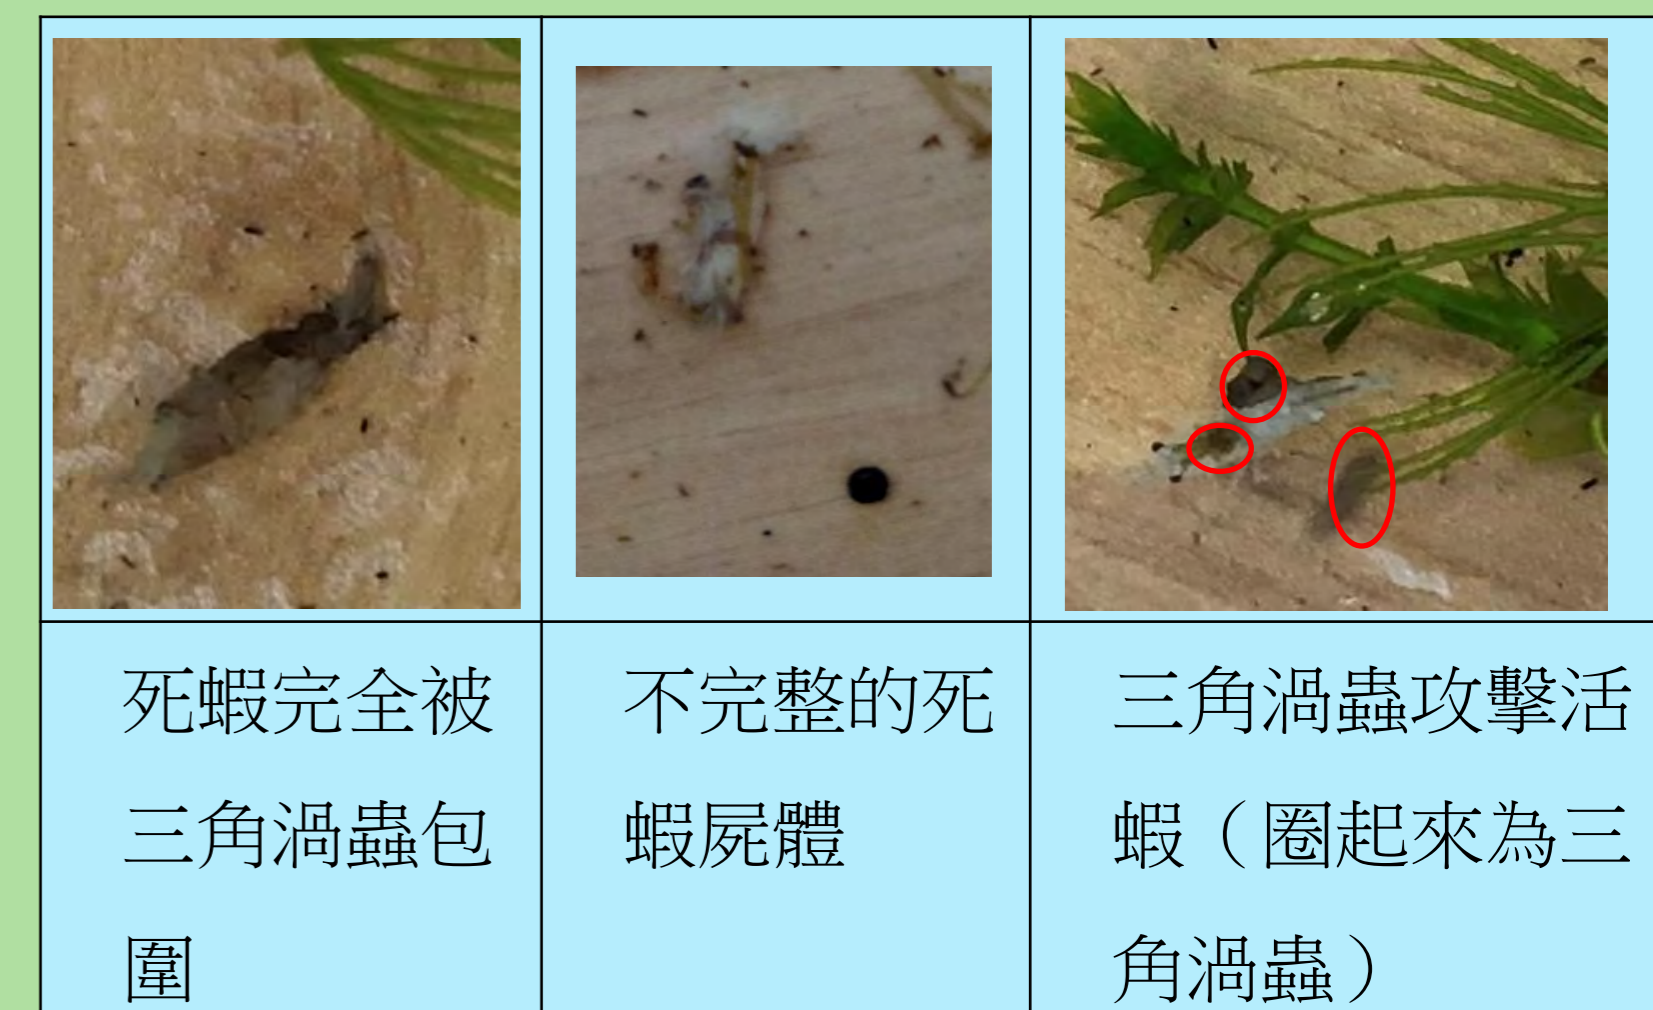 死蝦完全被
三角渦蟲包
圍
不完整的死
蝦屍體
三角渦蟲攻擊活
蝦（圈起來為三
角渦蟲）